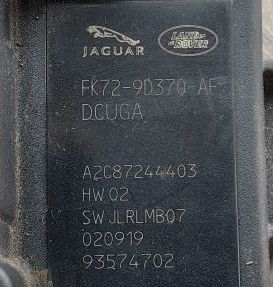 JAGUAR
LAND ROVER
FK72-9D370-AF
DCUGA
A2C87244403
HW 02
SW JLRLMB07
020919
93574702